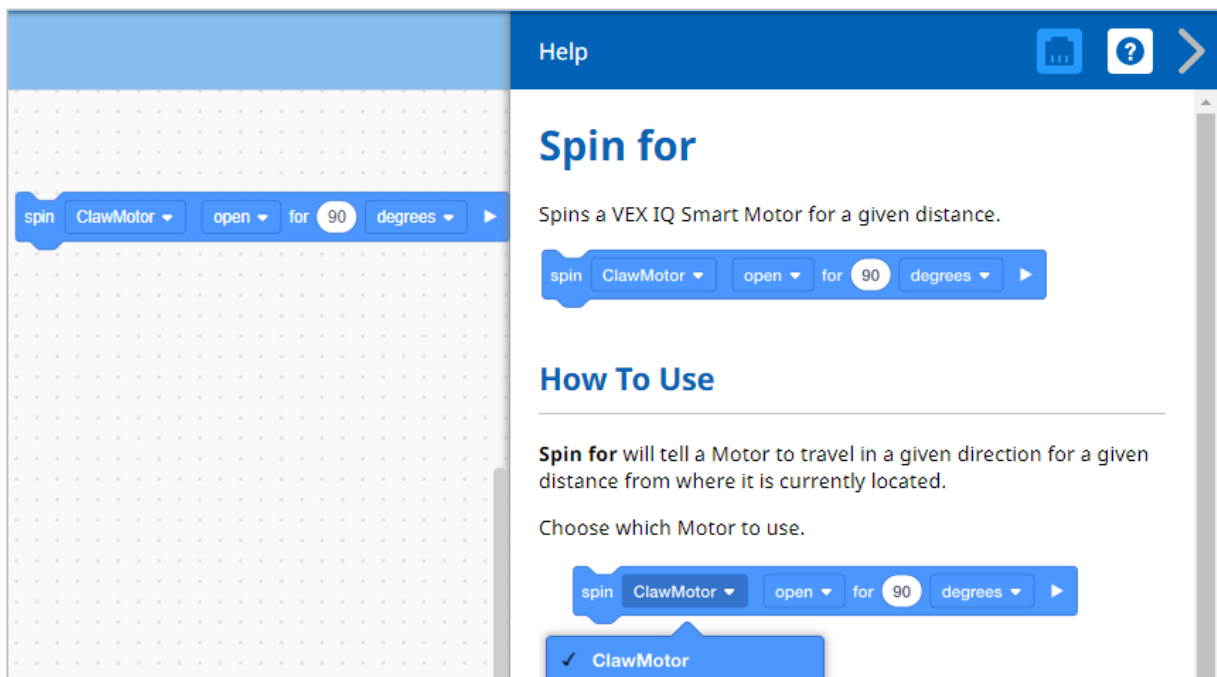 Help
spin ClawMotor open for 90 degrees
Spin for
Spins a VEX IQ Smart Motor for a given distance.
spin ClawMotor open for 90 degrees
How To Use
Spin for will tell a Motor to travel in a given direction for a given
distance from where it is currently located.
Choose which Motor to use.
spin ClawMotor open for 90 degrees
✓ ClawMotor